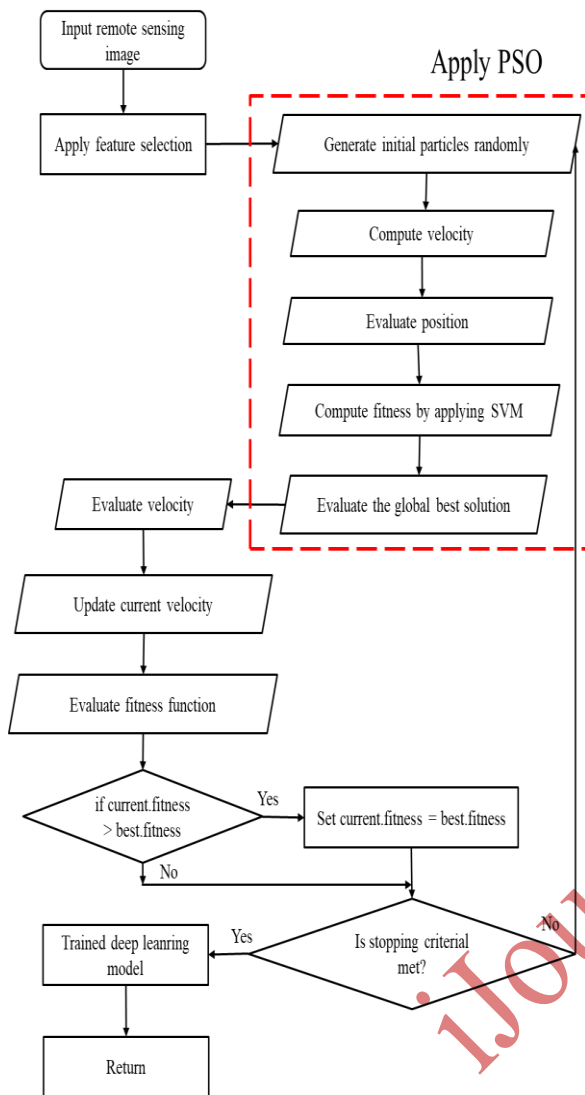 Input remote sensing
image
Apply PSO
Apply feature selection
Generate initial particles randomly
Compute velocity
Evaluate position
Compute fitness by applying SVM
Evaluate the global best solution
Evaluate velocity
Update current velocity
Evaluate fitness function
if current.fitness
> best.fitness
Yes
Set current.fitness = best.fitness
No
Is stopping criterial
met?
No
Yes
Trained deep leanring
model
Return
iJou